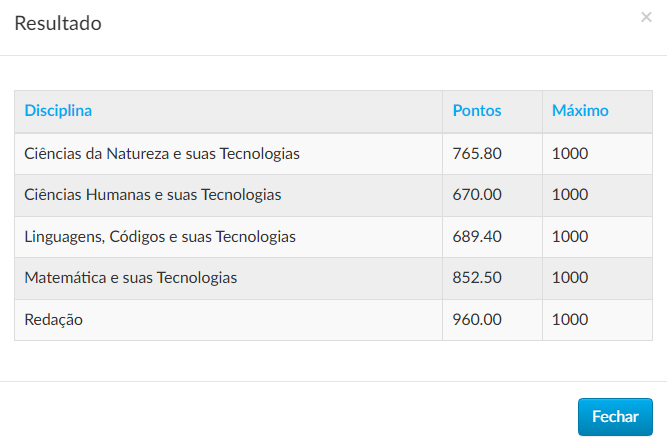 Resultado
×
Disciplina Pontos Máximo
Ciências da Natureza e suas Tecnologias 765.80 1000
Ciências Humanas e suas Tecnologias 670.00 1000
Linguagens, Códigos e suas Tecnologias 689.40 1000
Matemática e suas Tecnologias 852.50 1000
Redação 960.00 1000
Fechar